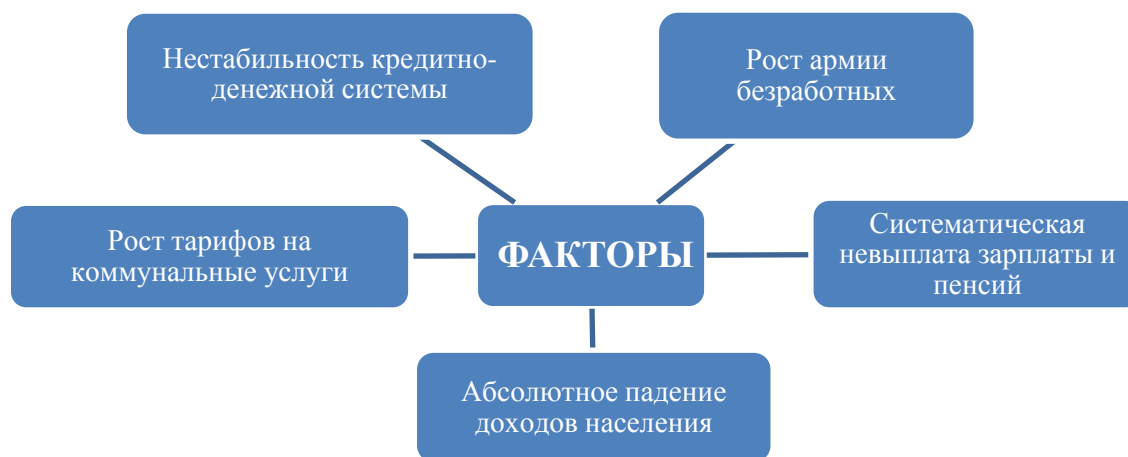 Нестабильность кредитно-
денежной системы
Рост армии
безработных
Рост тарифов на
коммунальные услуги
ФАКТОРЫ
Систематическая
невыплата зарплаты и
пенсий
Абсолютное падение
доходов населения